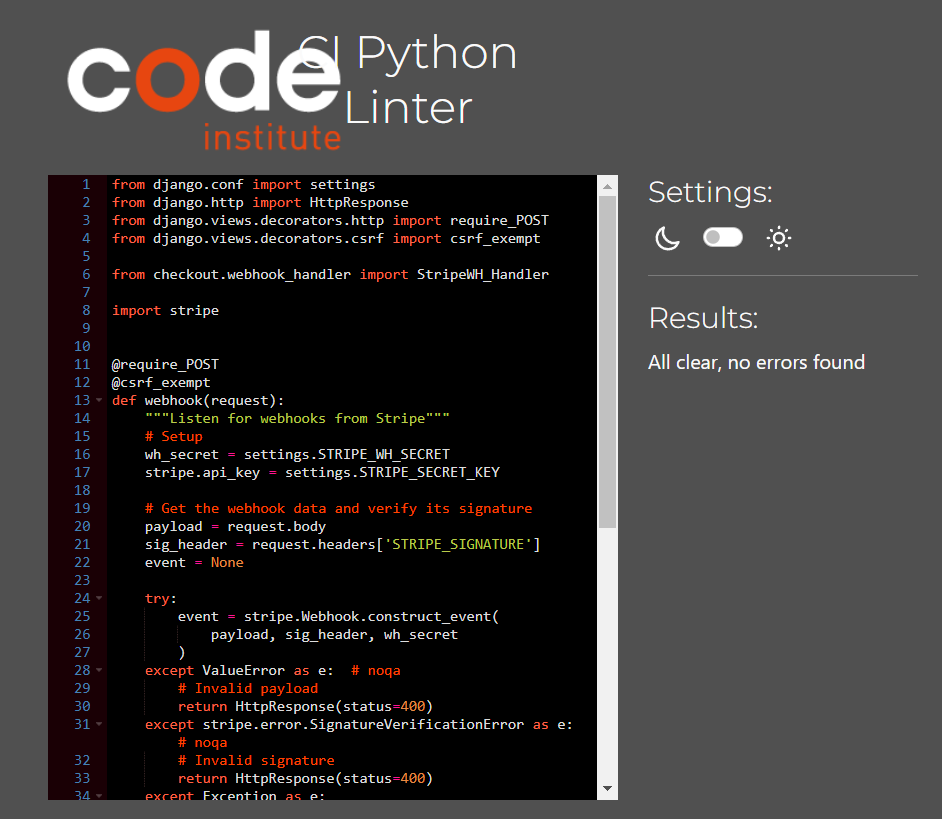 code
institute
CI Python
Linter
1 from django.conf import settings
2 from django.http import HttpResponse
3 from django.views.decorators.http import require_POST
4 from django.views.decorators.csrf import csrf_exempt
5
6 from checkout.webhook_handler import StripeWH_Handler
7
8 import stripe
9
10
11 @require_POST
12 @csrf_exempt
13 def webhook(request):
14     """Listen for webhooks from Stripe"""
15     # Setup
16     wh_secret = settings.STRIPE_WH_SECRET
17     stripe.api_key = settings.STRIPE_SECRET_KEY
18
19     # Get the webhook data and verify its signature
20     payload = request.body
21     sig_header = request.headers['STRIPE_SIGNATURE']
22     event = None
23
24     try:
25         event = stripe.Webhook.construct_event(
26             payload, sig_header, wh_secret
27         )
28     except ValueError as e:  # noqa
29         # Invalid payload
30         return HttpResponse(status=400)
31     except stripe.error.SignatureVerificationError as e:
# noqa
32         # Invalid signature
33         return HttpResponse(status=400)
34     except Exception as e:
Settings:
Results:
All clear, no errors found